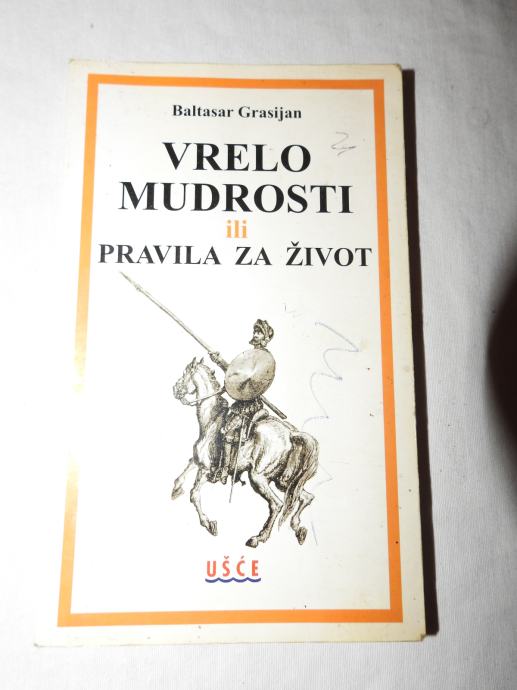 Baltasar Grasijan
VRELO
MUDROSTI
ili
PRAVILA ZA ŽIVOT
UŠĆE